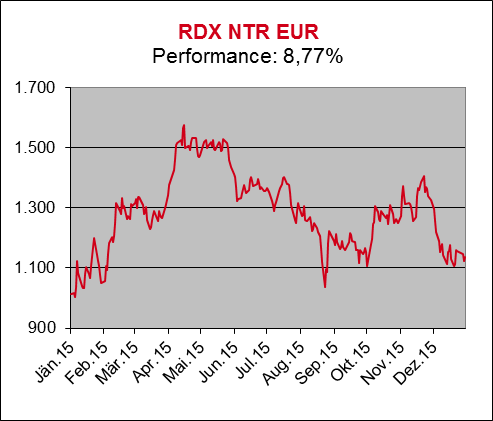 RDX NTR EUR
Performance: 8,77%
1.700
1.500
1.300
1.100
900
Jän.15
Feb.15
Mär.15
Apr.15
Mai.15
Jun.15
Jul.15
Aug.15
Sep.15
Okt.15
Nov.15
Dez.15